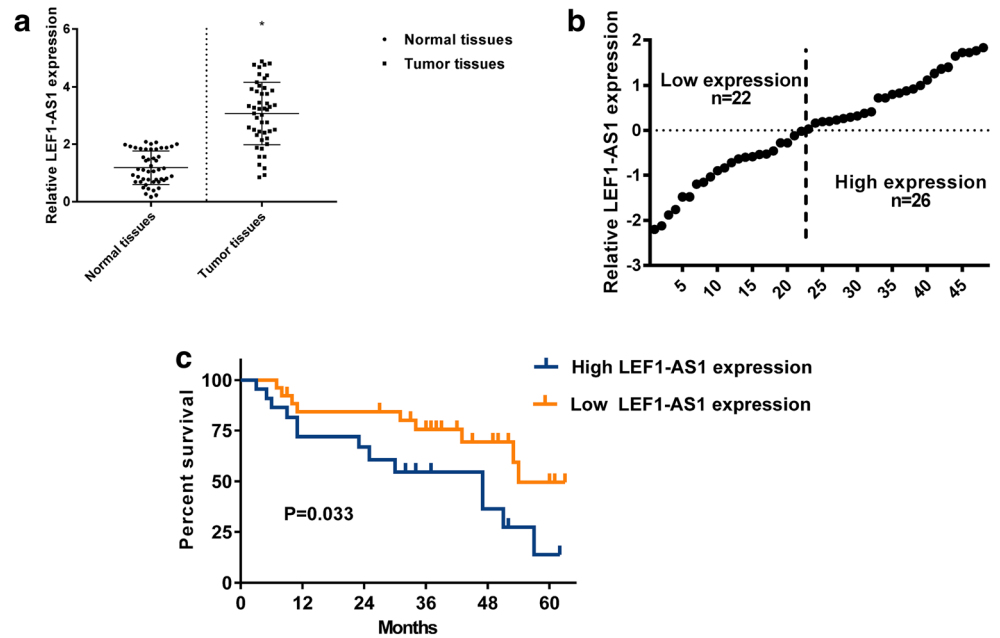 a
Relative LEF1-AS1 expression
6
4
2
0
*
Normal tissues
Tumor tissues
Normal tissues
Tumor tissues
b
Relative LEF1-AS1 expression
2
1
0
-1
-2
-3
Low expression
n=22
High expression
n=26
5
10
15
20
25
30
35
40
45
c
Percent survival
100
75
50
25
0
P=0.033
High LEF1-AS1 expression
Low LEF1-AS1 expression
0
12
24
36
48
60
Months